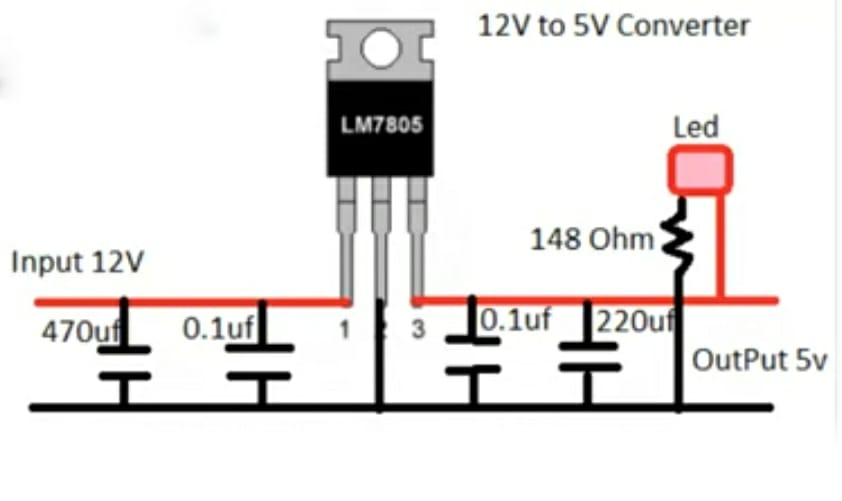 12V to 5V Converter
LM7805
Led
148 Ohm
Input 12V
470uf
0.1uf
1
2
3
0.1uf
220uf
OutPut 5v